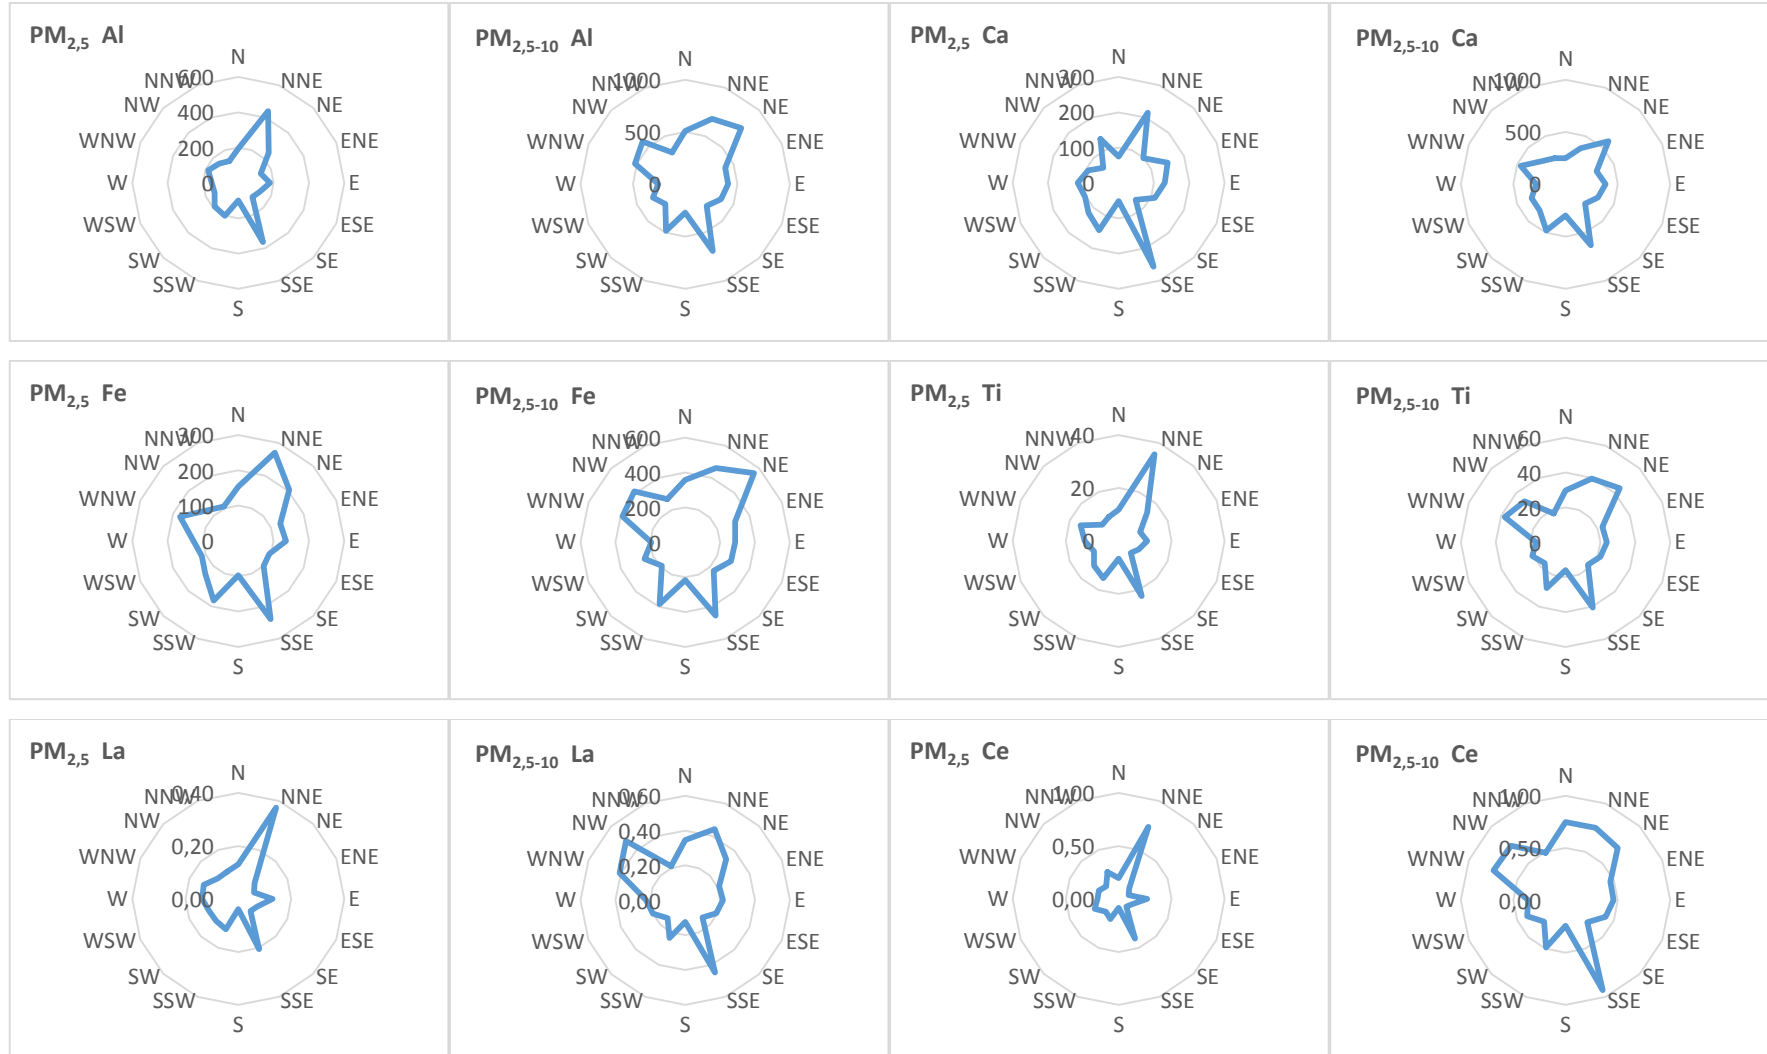 PM2,5 Al
N
NNE
NE
ENE
E
ESE
SE
SSE
S
SSW
SW
WSW
W
WNW
NW
NNW
600
400
200
0
PM2,5-10 Al
N
NNE
NE
ENE
E
ESE
SE
SSE
S
SSW
SW
WSW
W
WNW
NW
NNW
1000
500
0
PM2,5 Ca
N
NNE
NE
ENE
E
ESE
SE
SSE
S
SSW
SW
WSW
W
WNW
NW
NNW
300
200
100
0
PM2,5-10 Ca
N
NNE
NE
ENE
E
ESE
SE
SSE
S
SSW
SW
WSW
W
WNW
NW
NNW
1000
500
0
PM2,5 Fe
N
NNE
NE
ENE
E
ESE
SE
SSE
S
SSW
SW
WSW
W
WNW
NW
NNW
300
200
100
0
PM2,5-10 Fe
N
NNE
NE
ENE
E
ESE
SE
SSE
S
SSW
SW
WSW
W
WNW
NW
NNW
600
400
200
0
PM2,5 Ti
N
NNE
NE
ENE
E
ESE
SE
SSE
S
SSW
SW
WSW
W
WNW
NW
NNW
40
20
0
PM2,5-10 Ti
N
NNE
NE
ENE
E
ESE
SE
SSE
S
SSW
SW
WSW
W
WNW
NW
NNW
60
40
20
0
PM2,5 La
N
NNE
NE
ENE
E
ESE
SE
SSE
S
SSW
SW
WSW
W
WNW
NW
NNW
0,40
0,20
0,00
PM2,5-10 La
N
NNE
NE
ENE
E
ESE
SE
SSE
S
SSW
SW
WSW
W
WNW
NW
NNW
0,60
0,40
0,20
0,00
PM2,5 Ce
N
NNE
NE
ENE
E
ESE
SE
SSE
S
SSW
SW
WSW
W
WNW
NW
NNW
1,00
0,50
0,00
PM2,5-10 Ce
N
NNE
NE
ENE
E
ESE
SE
SSE
S
SSW
SW
WSW
W
WNW
NW
NNW
1,00
0,50
0,00